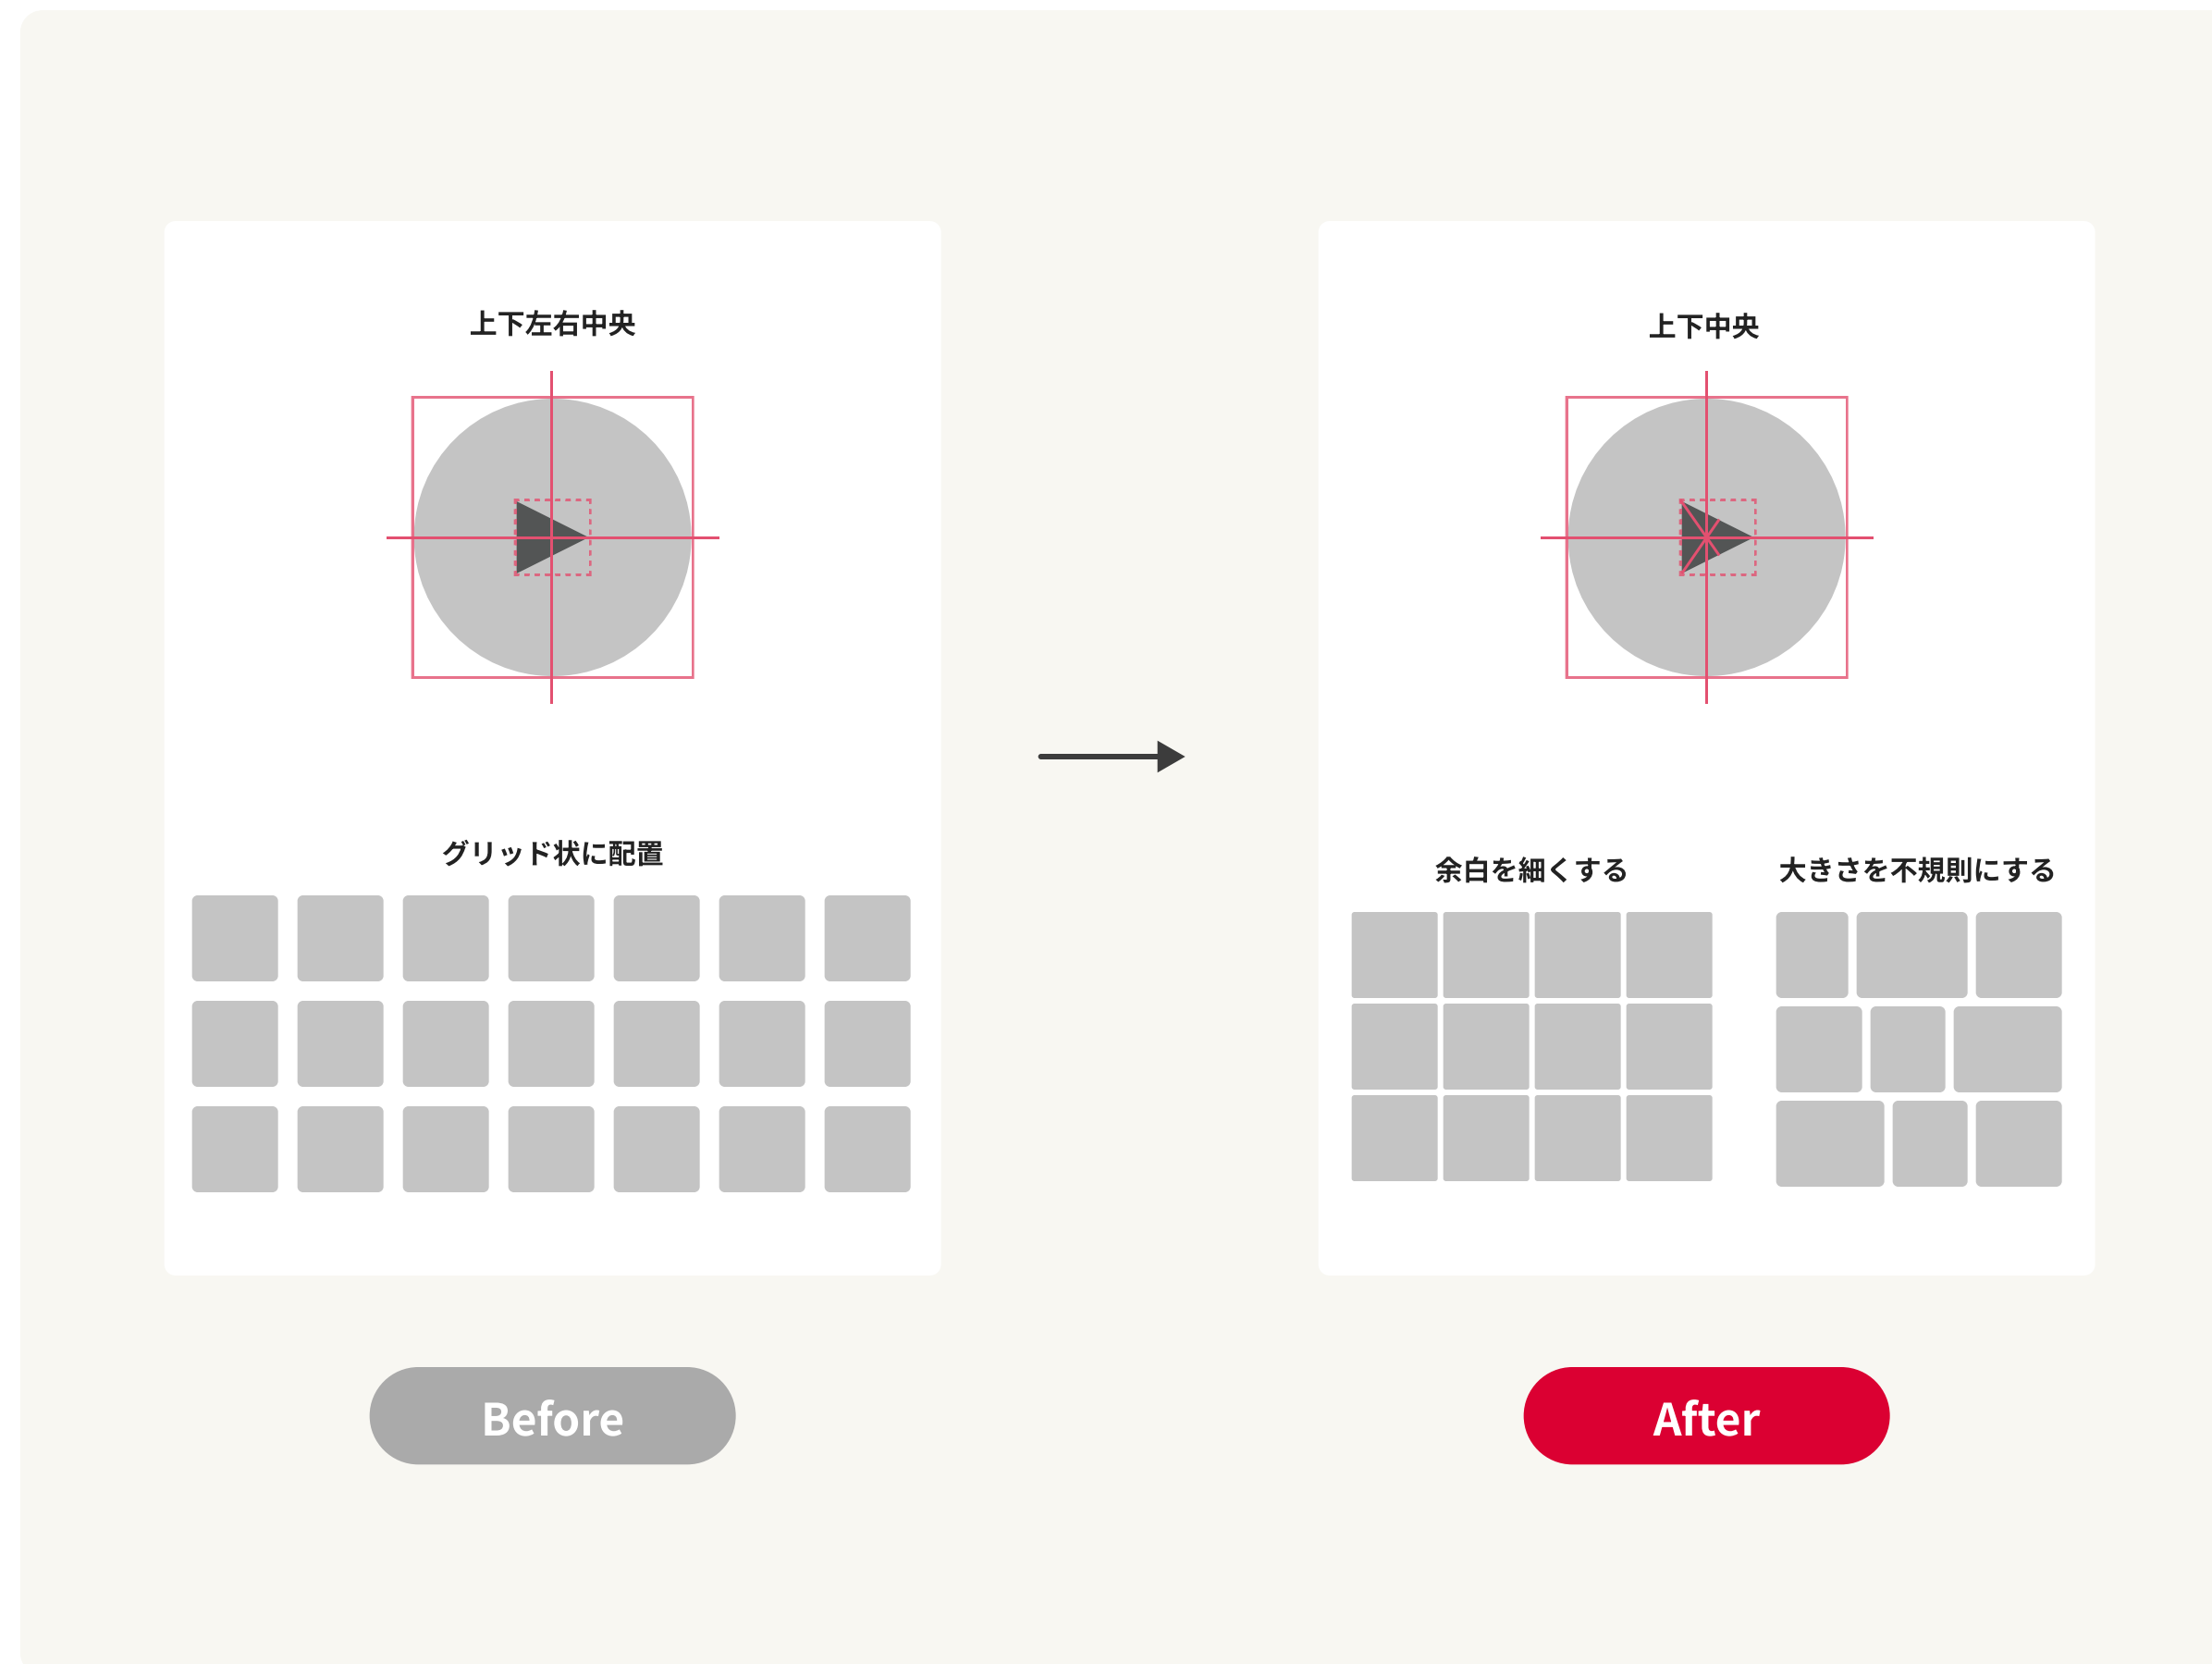 上下左右中央
グリッド状に配置
Before
上下中央
余白を細くする
大きさを不規則にする
After